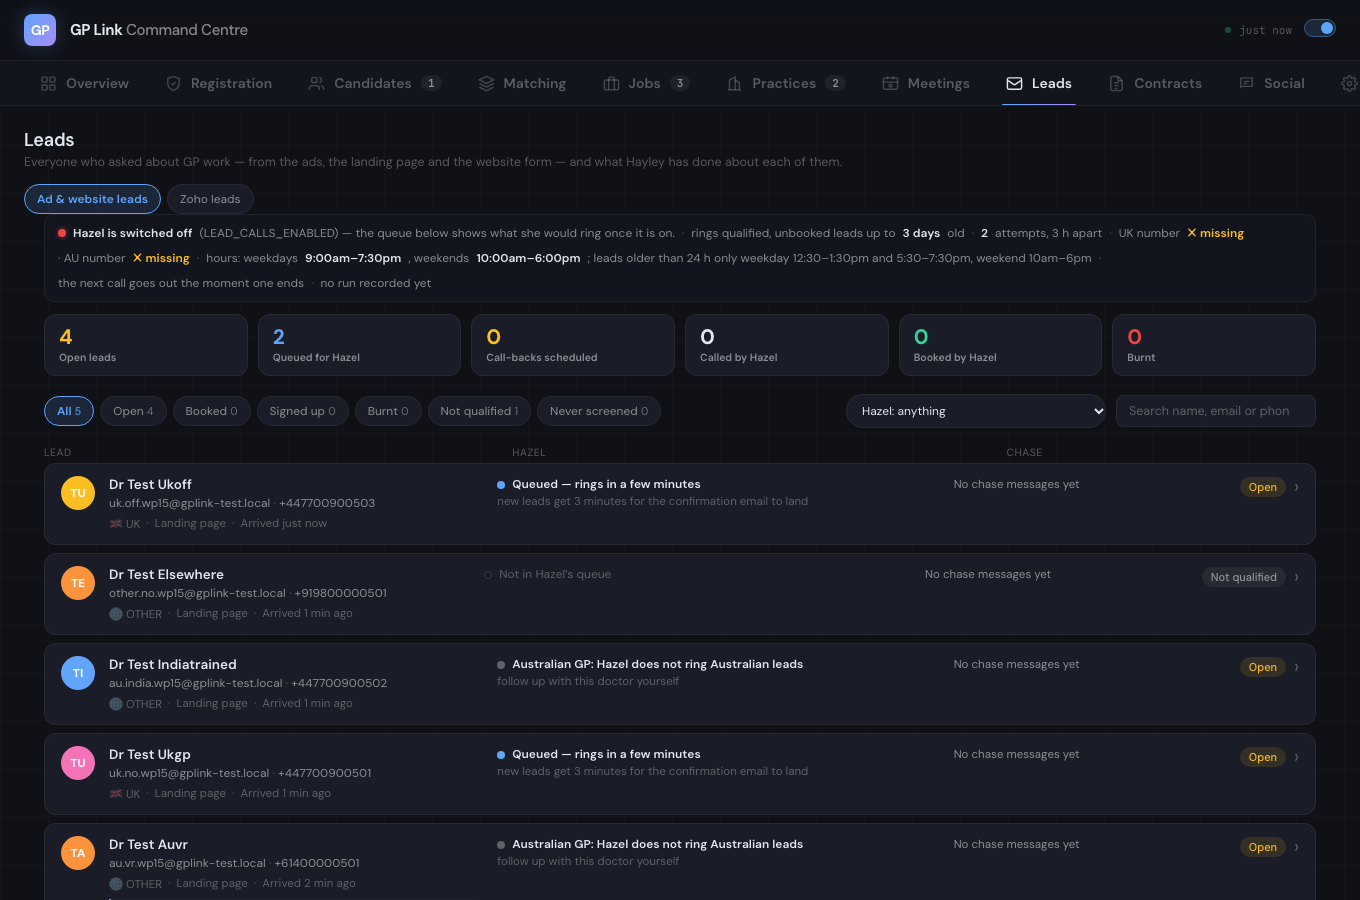 GP GP Link Command Centre just now
Overview Registration Candidates 1 Matching Jobs 3 Practices 2 Meetings Leads Contracts Social
Leads
Everyone who asked about GP work — from the ads, the landing page and the website form — and what Hayley has done about each of them.
Ad & website leads Zoho leads
Hazel is switched off (LEAD_CALLS_ENABLED) — the queue below shows what she would ring once it is on. · rings qualified, unbooked leads up to 3 days old · 2 attempts, 3 h apart · UK number ✕ missing
· AU number ✕ missing · hours: weekdays 9:00am–7:30pm , weekends 10:00am–6:00pm ; leads older than 24 h only weekday 12:30–1:30pm and 5:30–7:30pm, weekend 10am–6pm ·
the next call goes out the moment one ends · no run recorded yet
4 2 0 0 0 0
Open leads Queued for Hazel Call-backs scheduled Called by Hazel Booked by Hazel Burnt
All 5 Open 4 Booked 0 Signed up 0 Burnt 0 Not qualified 1 Never screened 0 Hazel: anything Search name, email or phon
LEAD HAZEL CHASE
TU Dr Test Ukoff Queued — rings in a few minutes No chase messages yet Open ›
uk.off.wp15@gplink-test.local · +447700900503 new leads get 3 minutes for the confirmation email to land
UK · Landing page · Arrived just now
TE Dr Test Elsewhere Not in Hazel's queue No chase messages yet Not qualified ›
other.no.wp15@gplink-test.local · +919800000501
OTHER · Landing page · Arrived 1 min ago
TI Dr Test Indiatrained Australian GP: Hazel does not ring Australian leads No chase messages yet Open ›
au.india.wp15@gplink-test.local · +447700900502 follow up with this doctor yourself
OTHER · Landing page · Arrived 1 min ago
TU Dr Test Ukgp Queued — rings in a few minutes No chase messages yet Open ›
uk.no.wp15@gplink-test.local · +447700900501 new leads get 3 minutes for the confirmation email to land
UK · Landing page · Arrived 1 min ago
TA Dr Test Auvr Australian GP: Hazel does not ring Australian leads No chase messages yet Open ›
au.vr.wp15@gplink-test.local · +61400000501 follow up with this doctor yourself
OTHER · Landing page · Arrived 2 min ago